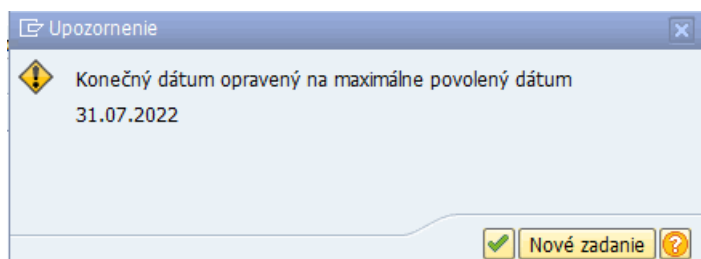 Upozornenie
Konečný dátum opravený na maximálne povolený dátum
31.07.2022
Nové zadanie